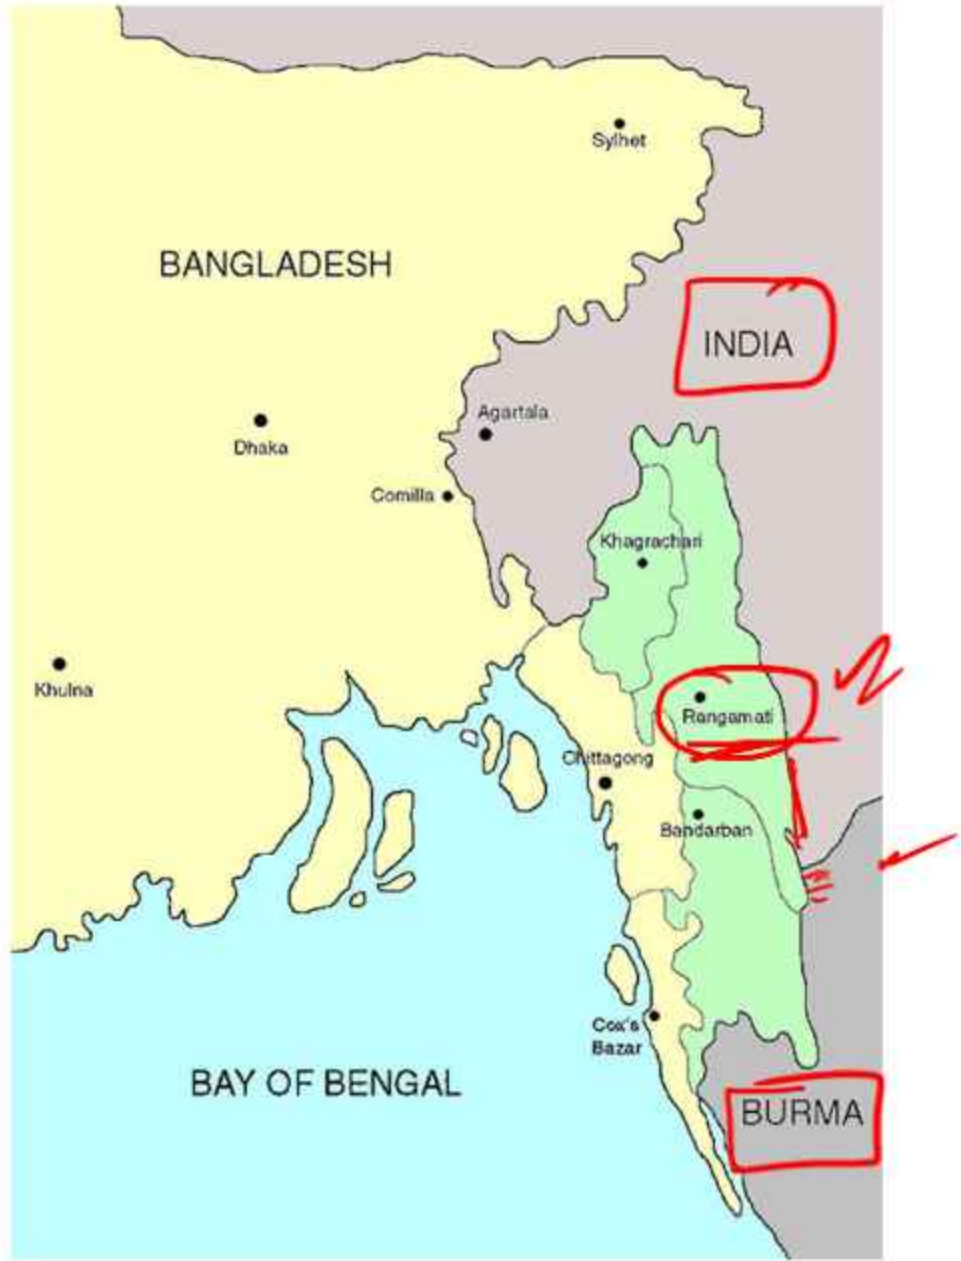 Sylhet
BANGLADESH
INDIA
Agartala
Dhaka
Comilla
Khagrachari
Khulna
Rangamati
Chittagong
Bandarban
Cox's
Bazar
BAY OF BENGAL
BURMA